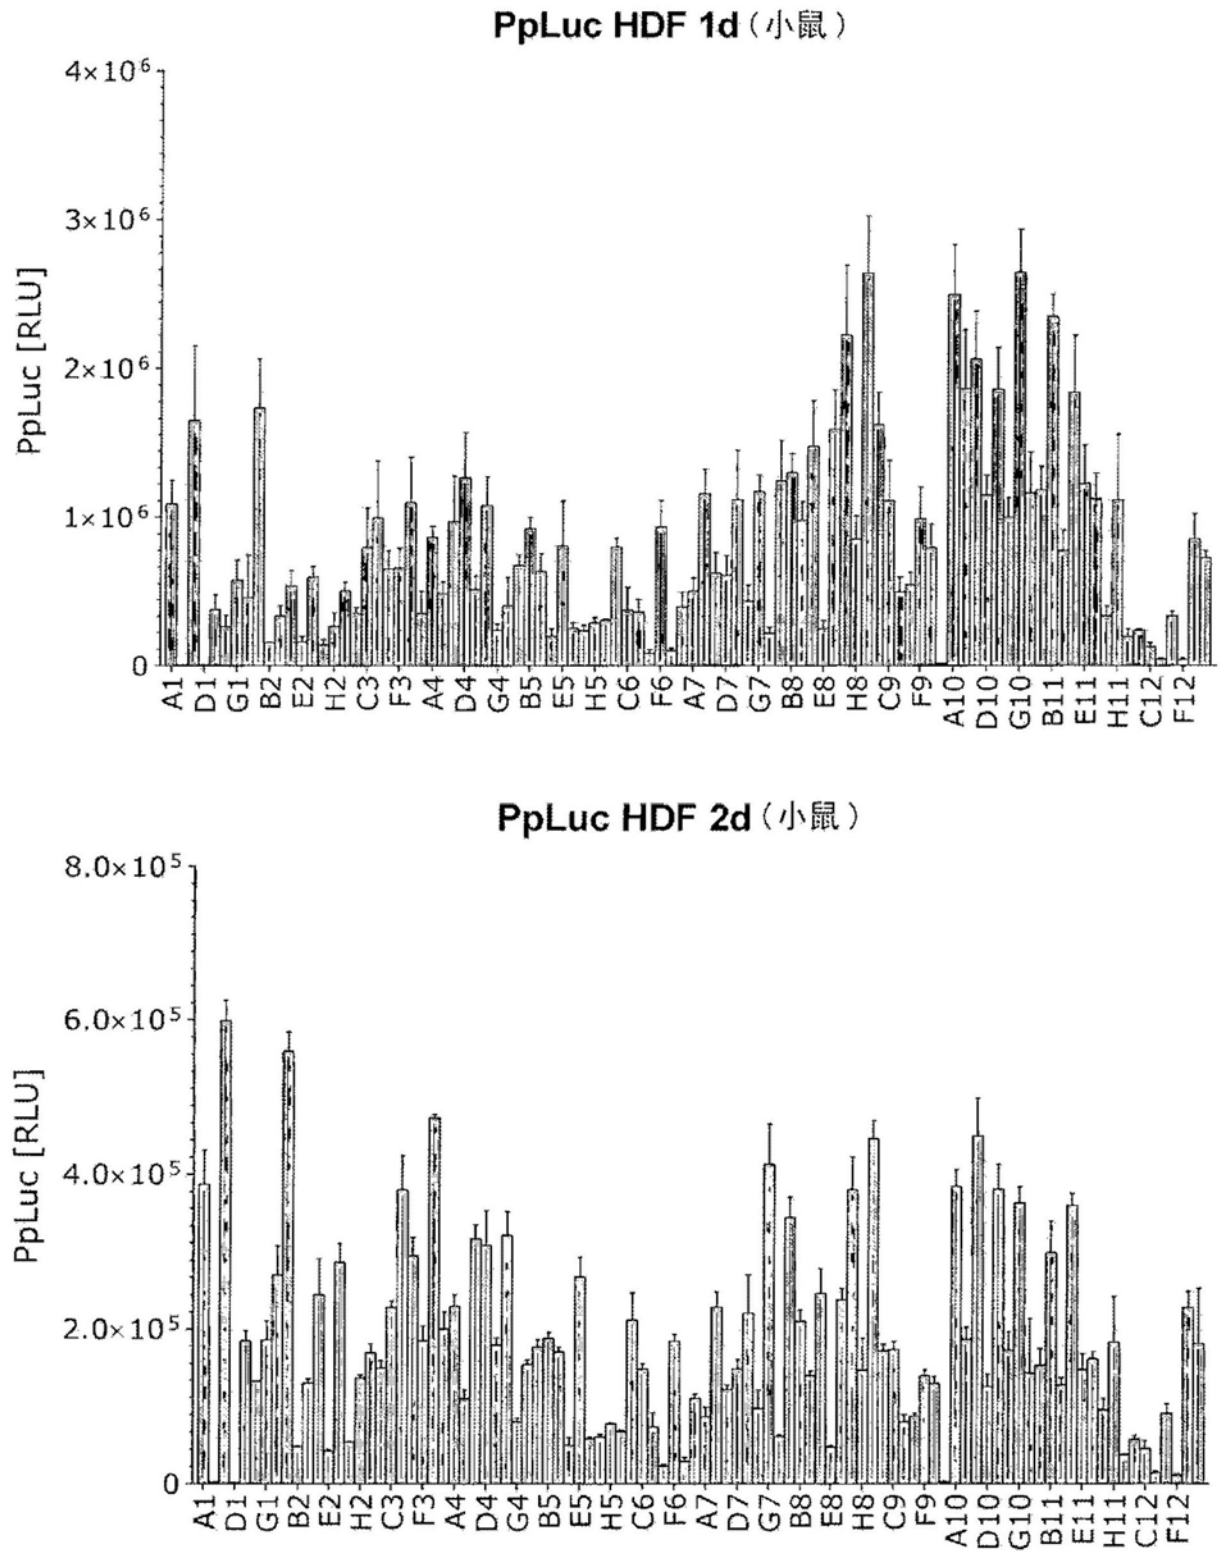 PpLuc HDF 1d（小鼠）
4×10⁶
3×10⁶
2×10⁶
1×10⁶
0
PpLuc [RLU]
A1 D1 G1 B2 E2 H2 C3 F3 A4 D4 G4 B5 E5 H5 C6 F6 A7 D7 G7 B8 E8 H8 C9 F9 A10 D10 G10 B11 E11 H11 C12 F12
PpLuc HDF 2d（小鼠）
8.0×10⁵
6.0×10⁵
4.0×10⁵
2.0×10⁵
0
PpLuc [RLU]
A1 D1 G1 B2 E2 H2 C3 F3 A4 D4 G4 B5 E5 H5 C6 F6 A7 D7 G7 B8 E8 H8 C9 F9 A10 D10 G10 B11 E11 H11 C12 F12